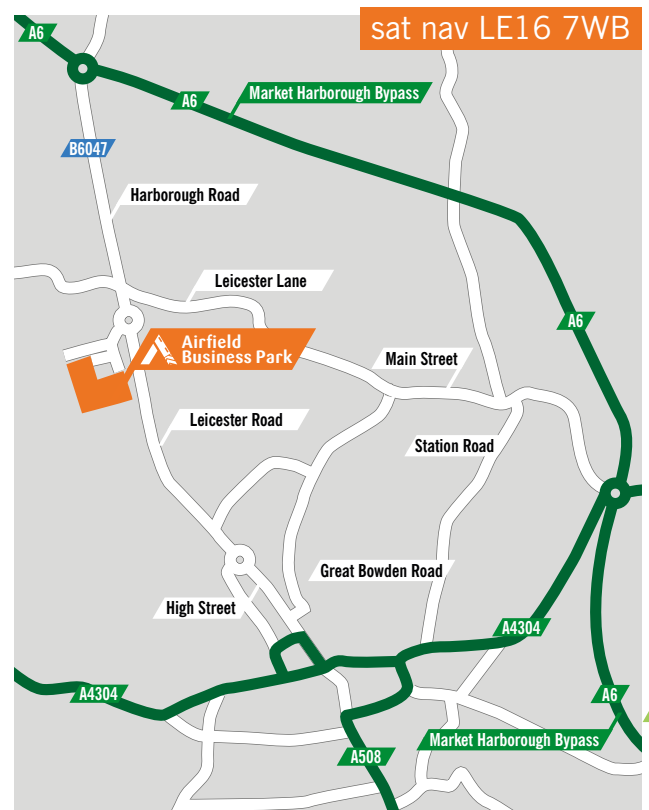 sat nav LE16 7WB
A6
Market Harborough Bypass
A6
B6047
Harborough Road
Leicester Lane
A6
Airfield
Business Park
Main Street
Leicester Road
Station Road
Great Bowden Road
High Street
A4304
A4304
A6
Market Harborough Bypass
A508